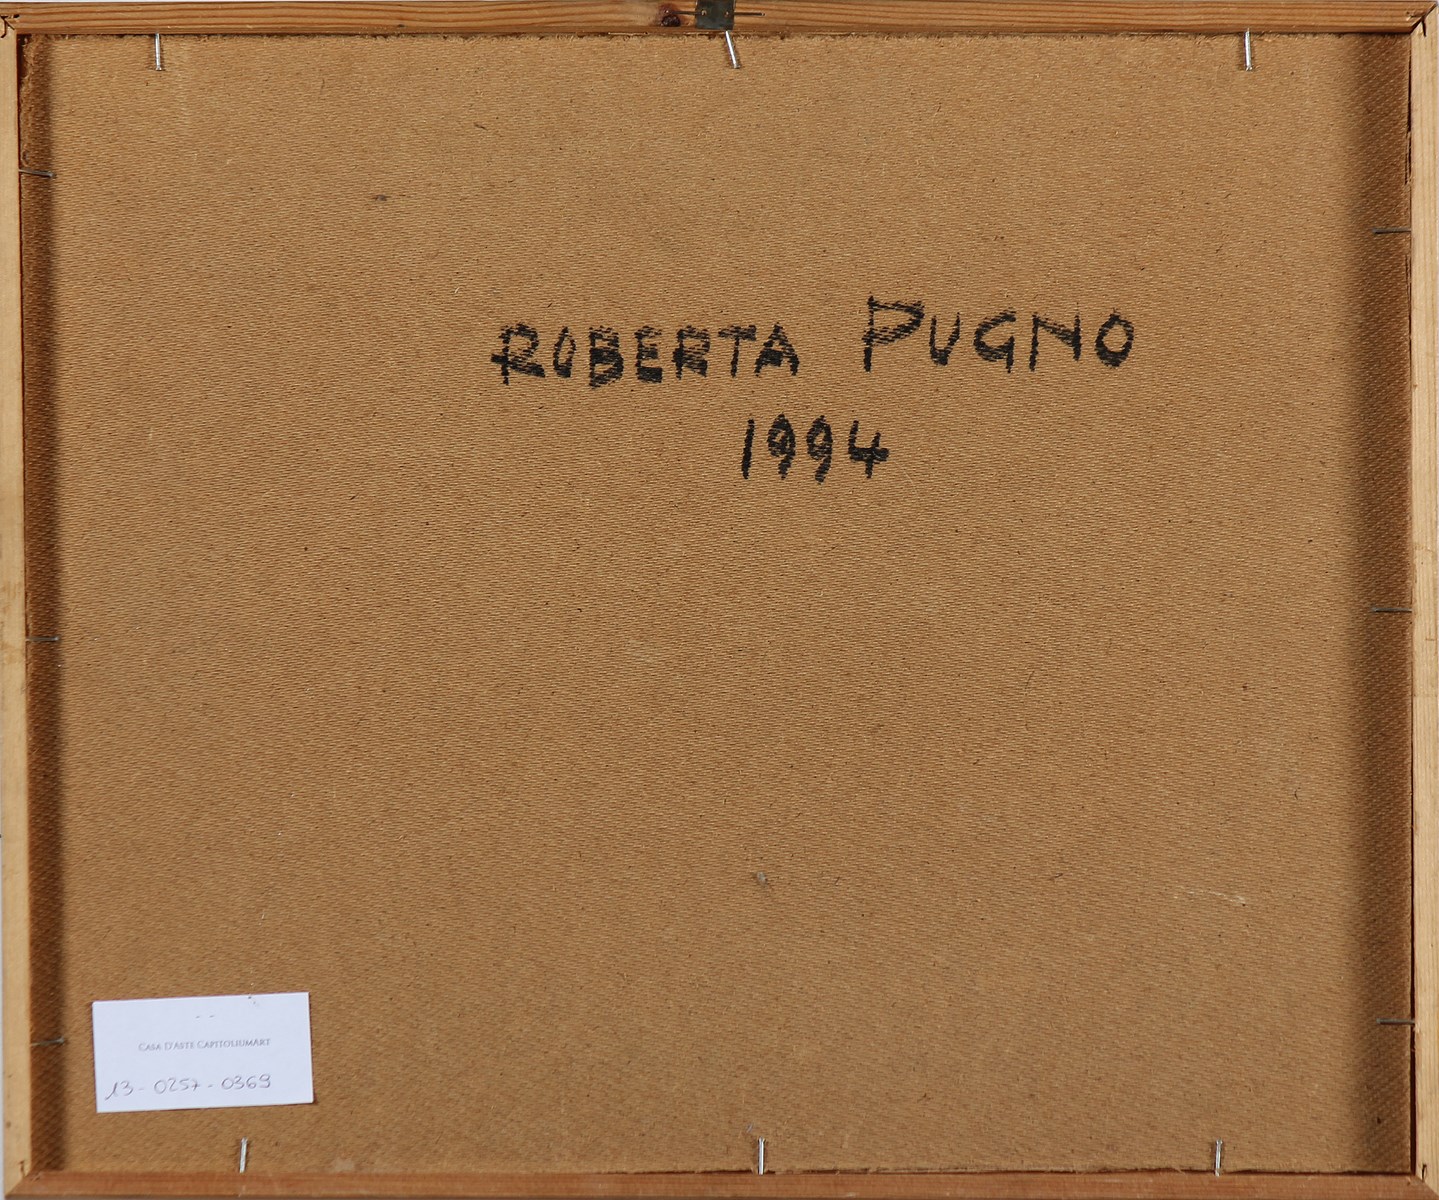 ROBERTA PUGNO
1994
CASA D'ASTE CAPITOLIUMART
13-0257-0369